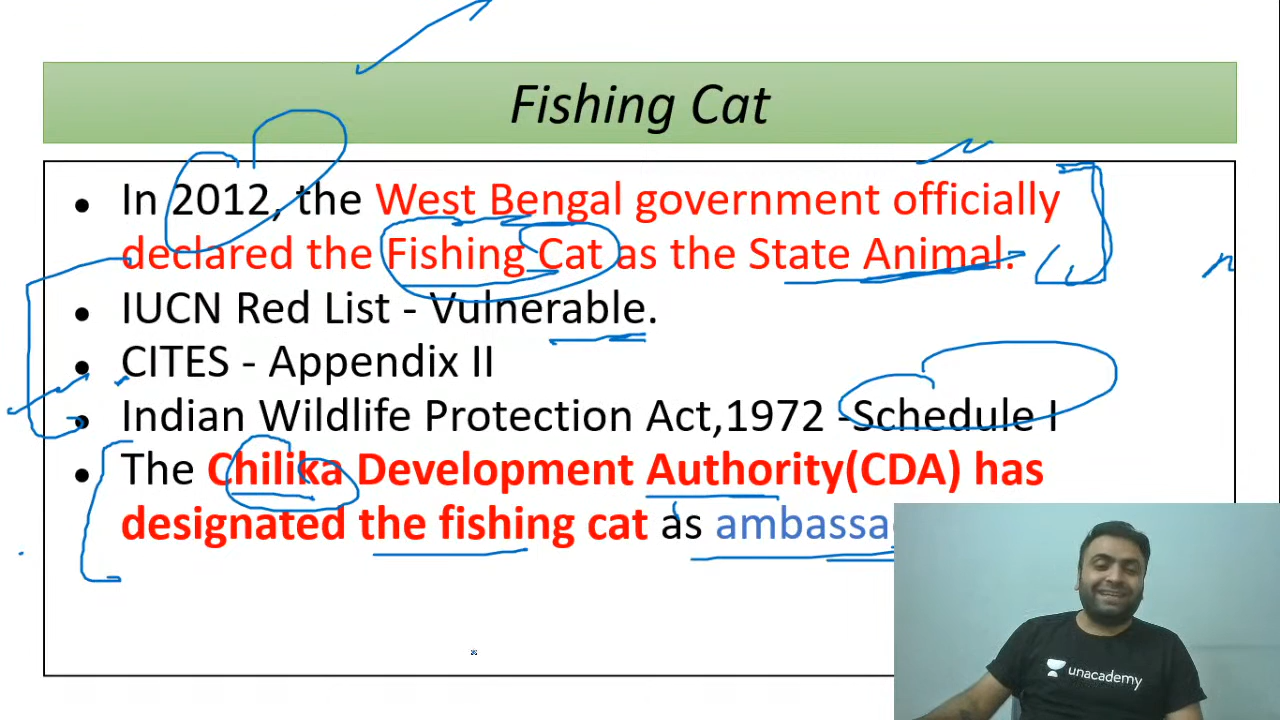 Fishing Cat
• In 2012, the West Bengal government officially
declared the Fishing Cat as the State Animal.
• IUCN Red List - Vulnerable.
• CITES - Appendix II
• Indian Wildlife Protection Act,1972 -Schedule I
• The Chilika Development Authority(CDA) has
designated the fishing cat as
unacademy